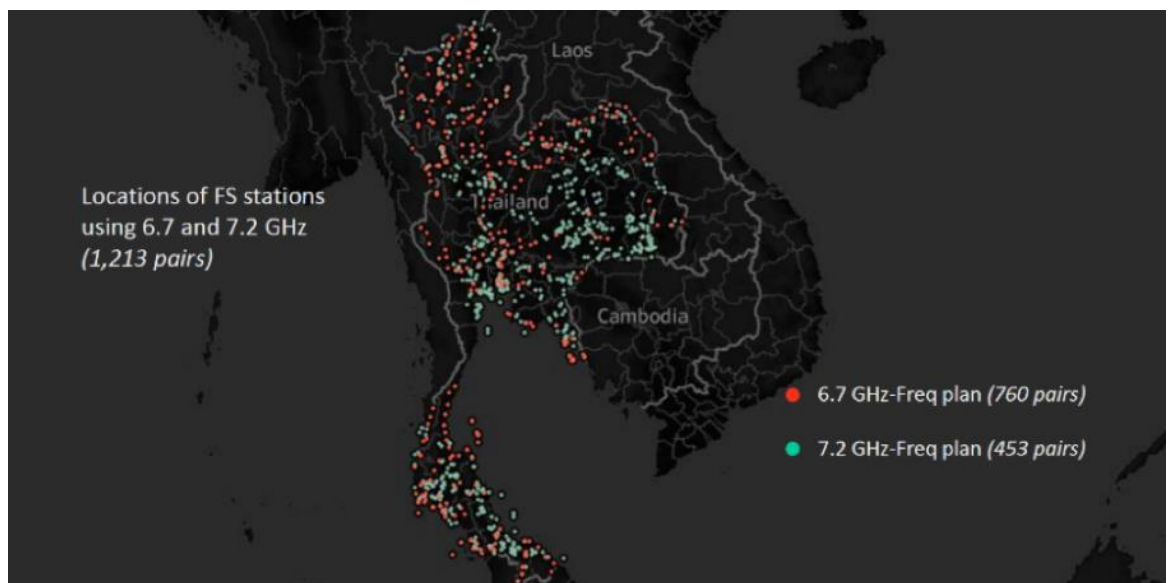 Laos
Locations of FS stations
using 6.7 and 7.2 GHz
(1,213 pairs)
Thailand
Cambodia
6.7 GHz-Freq plan (760 pairs)
7.2 GHz-Freq plan (453 pairs)